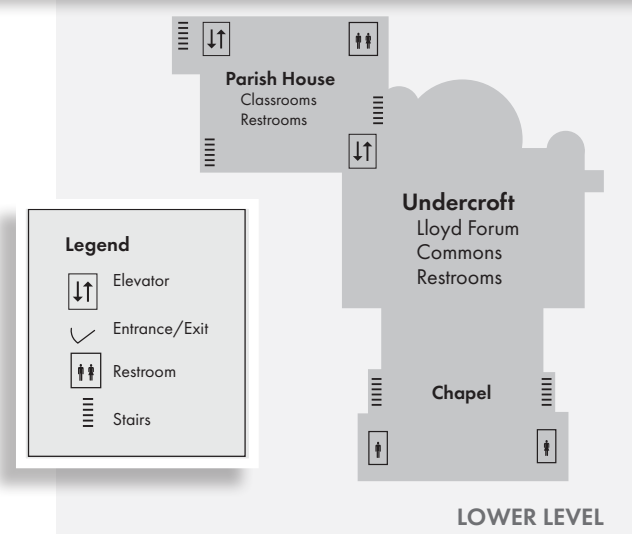 Parish House
Classrooms
Restrooms
Undercroft
Lloyd Forum
Commons
Restrooms
Legend
Elevator
Entrance/Exit
Restroom
Stairs
Chapel
LOWER LEVEL